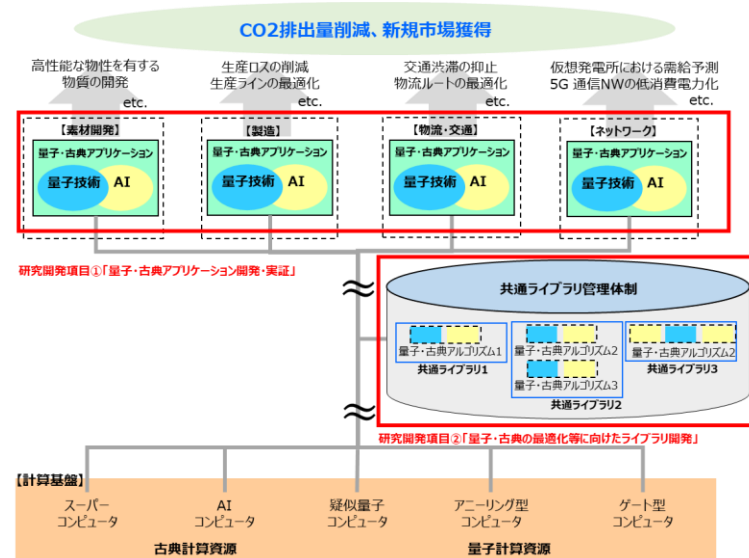 CO2排出量削減、新規市場獲得
高性能な物性を有する
物質の開発
etc.
生産ロスの削減
生産ラインの最適化
etc.
交通渋滞の抑止
物流ルートの最適化
etc.
仮想発電所における需給予測
5G 通信NWの低消費電力化
etc.
【素材開発】
量子・古典アプリケーション
量子技術
AI
【製造】
量子・古典アプリケーション
量子技術
AI
【物流・交通】
量子・古典アプリケーション
量子技術
AI
【ネットワーク】
量子・古典アプリケーション
量子技術
AI
研究開発項目①「量子・古典アプリケーション開発・実証」
共通ライブラリ管理体制
量子・古典アルゴリズム1
共通ライブラリ1
量子・古典アルゴリズム2
量子・古典アルゴリズム3
共通ライブラリ2
量子・古典アルゴリズム2
共通ライブラリ3
研究開発項目②「量子・古典の最適化等に向けたライブラリ開発」
【計算基盤】
スーパー
コンピュータ
AI
コンピュータ
疑似量子
コンピュータ
アニーリング型
コンピュータ
ゲート型
コンピュータ
古典計算資源
量子計算資源